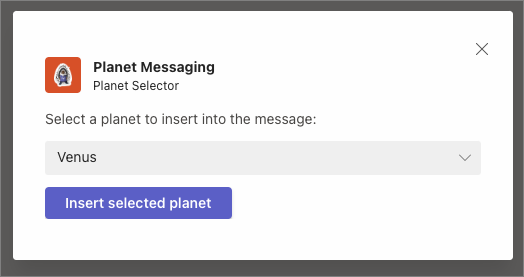 Planet Messaging
Planet Selector
Select a planet to insert into the message:
Venus
Insert selected planet